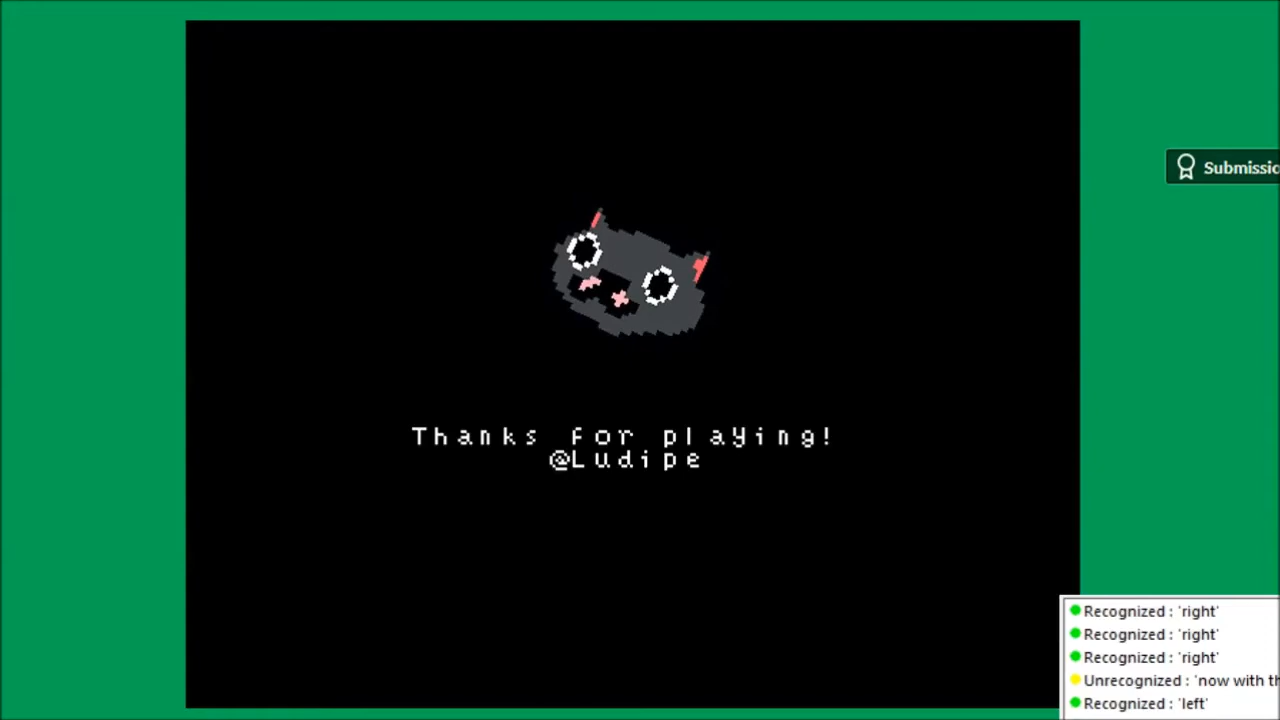 Submissio
Thanks for playing!
@Ludipe
Recognized : 'right'
Recognized : 'right'
Recognized : 'right'
Unrecognized : 'now with th
Recognized : 'left'